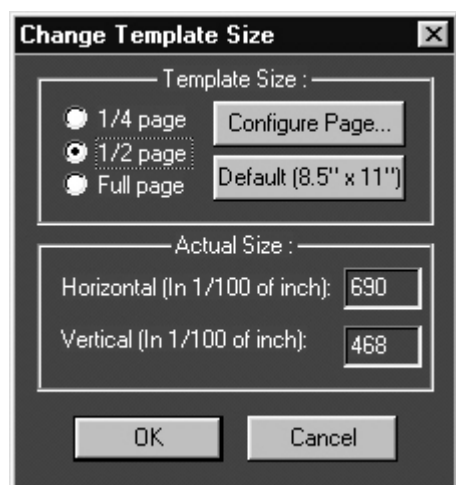 Change Template Size
Template Size :
1/4 page
Configure Page...
1/2 page
Default (8.5" x 11")
Full page
Actual Size :
Horizontal (In 1/100 of inch): 690
Vertical (In 1/100 of inch): 468
OK Cancel